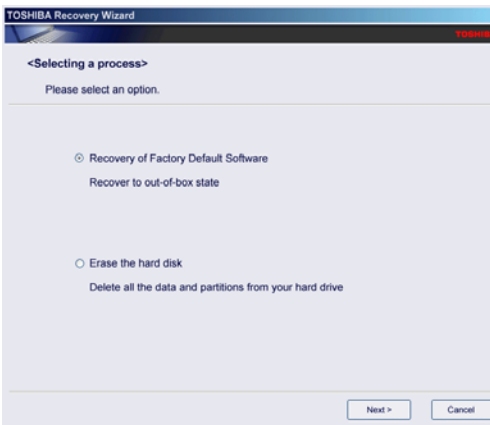 TOSHIBA Recovery Wizard
TOSHIB
<Selecting a process>
Please select an option.
Recovery of Factory Default Software
Recover to out-of-box state
Erase the hard disk
Delete all the data and partitions from your hard drive
Next >
Cancel